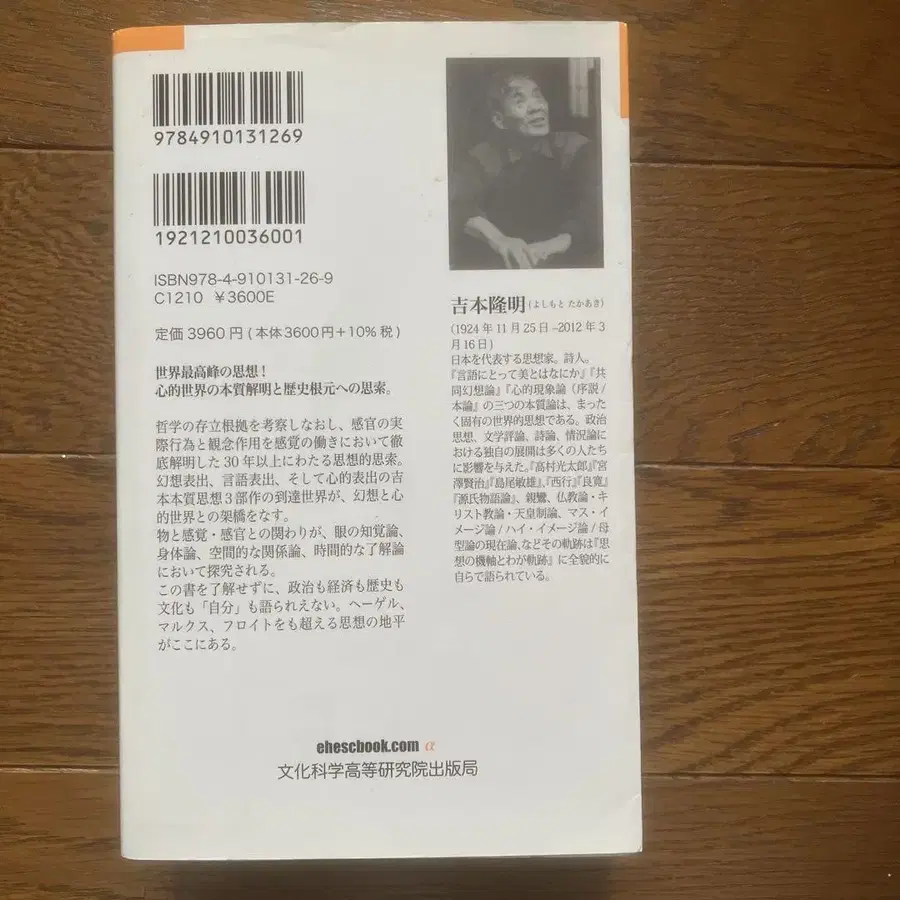 9784910131269
1921210036001
ISBN978-4-910131-26-9
C1210 ¥3600E
定価 3960円(本体3600円+10%税)
世界最高峰の思想!
心的世界の本質解明と歴史根元への思索。
哲学の存立根拠を考察しなおし、感官の実
際行為と観念作用を感覚の働きにおいて徹
底解明した30年以上にわたる思想的思索。
幻想表出、言語表出、そして心的表出の吉
本本質思想3部作の到達世界が、幻想と心
的世界との架橋をなす。
物と感覚・感官との関わりが、眼の知覚論、
身体論、空間的な関係論、時間的な了解論
において探究される。
この書を了解せずに、政治も経済も歴史も
文化も「自分」も語られえない。ヘーゲル、
マルクス、フロイトをも超える思想の地平
がここにある。
吉本隆明(よしもと たかあき)
(1924年11月25日–2012年3
月16日)
日本を代表する思想家。詩人。
『言語にとって美とはなにか』『共
同幻想論』『心的現象論(序説/
本論』の三つの本質論は、まった
く固有の世界的思想である。政治
思想、文学評論、詩論、情況論に
おける独自の展開は多くの人たち
に影響を与えた。『高村光太郎』『宮
澤賢治』『島尾敏雄』、『西行』『良寛』
『源氏物語論』、親鸞、仏教論・キ
リスト教論・天皇制論、マス・イ
メージ論/ハイ・イメージ論/母
型論の現在論、などその軌跡は『思
想の機軸とわが軌跡』に全貌的に
自らで語られている。
ehescbook.com α
文化科学高等研究院出版局